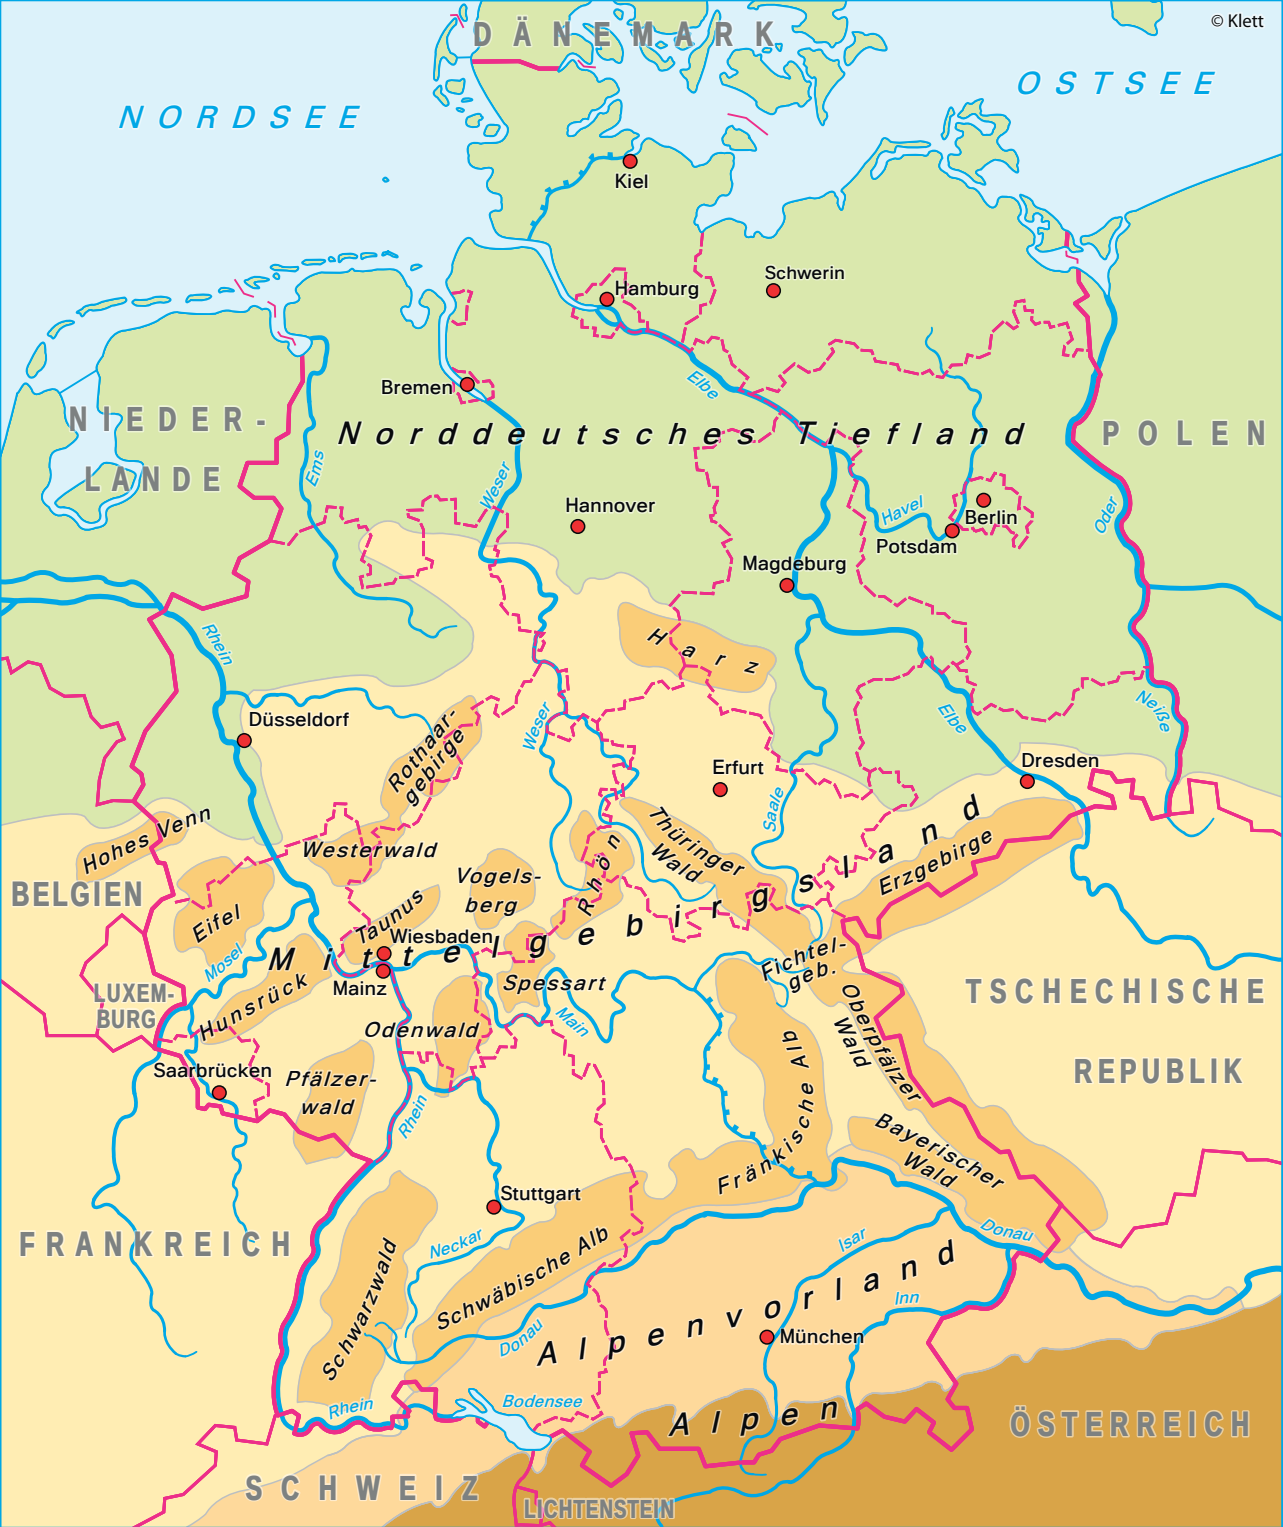 © Klett
DÄNEMARK
NORDSEE
OSTSEE
Kiel
Schwerin
Hamburg
Bremen
Elbe
NIEDER-
LANDE
Norddeutsches Tiefland
POLEN
Ems
Weser
Hannover
Havel
Berlin
Potsdam
Oder
Magdeburg
Rhein
Harz
Düsseldorf
Rothaar-
gebirge
Weser
Elbe
Neiße
Erfurt
Dresden
Saale
Hohes Venn
Westerwald
Thüringer
Wald
Erzgebirge
BELGIEN
Eifel
Vogels-
berg
Rhön
Taunus
Wiesbaden
Mittelgebirgsland
Mosel
Mainz
Hunsrück
Spessart
Main
Fichtel-
geb.
LUXEM-
BURG
TSCHECHISCHE
REPUBLIK
Odenwald
Oberpfälzer
Wald
Saarbrücken
Pfälzer-
wald
Rhein
Fränkische Alb
Bayerischer
Wald
Stuttgart
FRANKREICH
Neckar
Schwäbische Alb
Schwarzwald
Isar
Donau
Inn
Donau
Alpenvorland
München
Rhein
Bodensee
Alpen
ÖSTERREICH
SCHWEIZ
LICHTENSTEIN